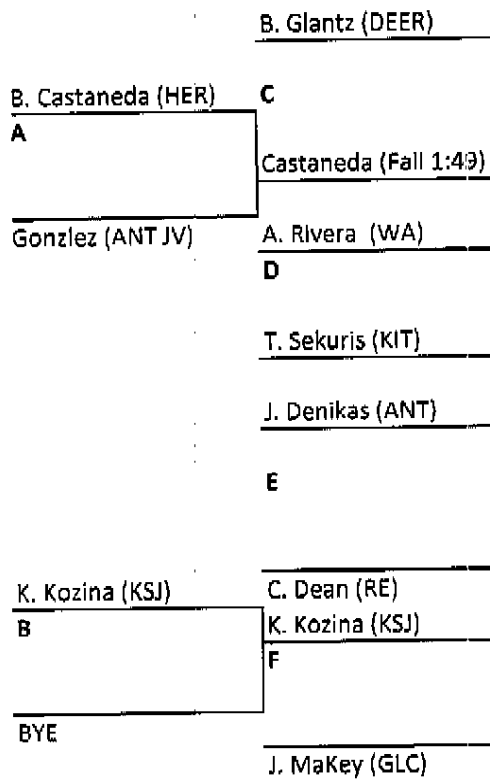 B. Glantz (DEER)
B. Castaneda (HER)
C
A
Castaneda (Fall 1:49)
Gonzlez (ANT JV)
A. Rivera (WA)
D
T. Sekuris (KIT)
J. Denikas (ANT)
E
K. Kozina (KSJ)
C. Dean (RE)
B
K. Kozina (KSJ)
F
BYE
J. MaKey (GLC)